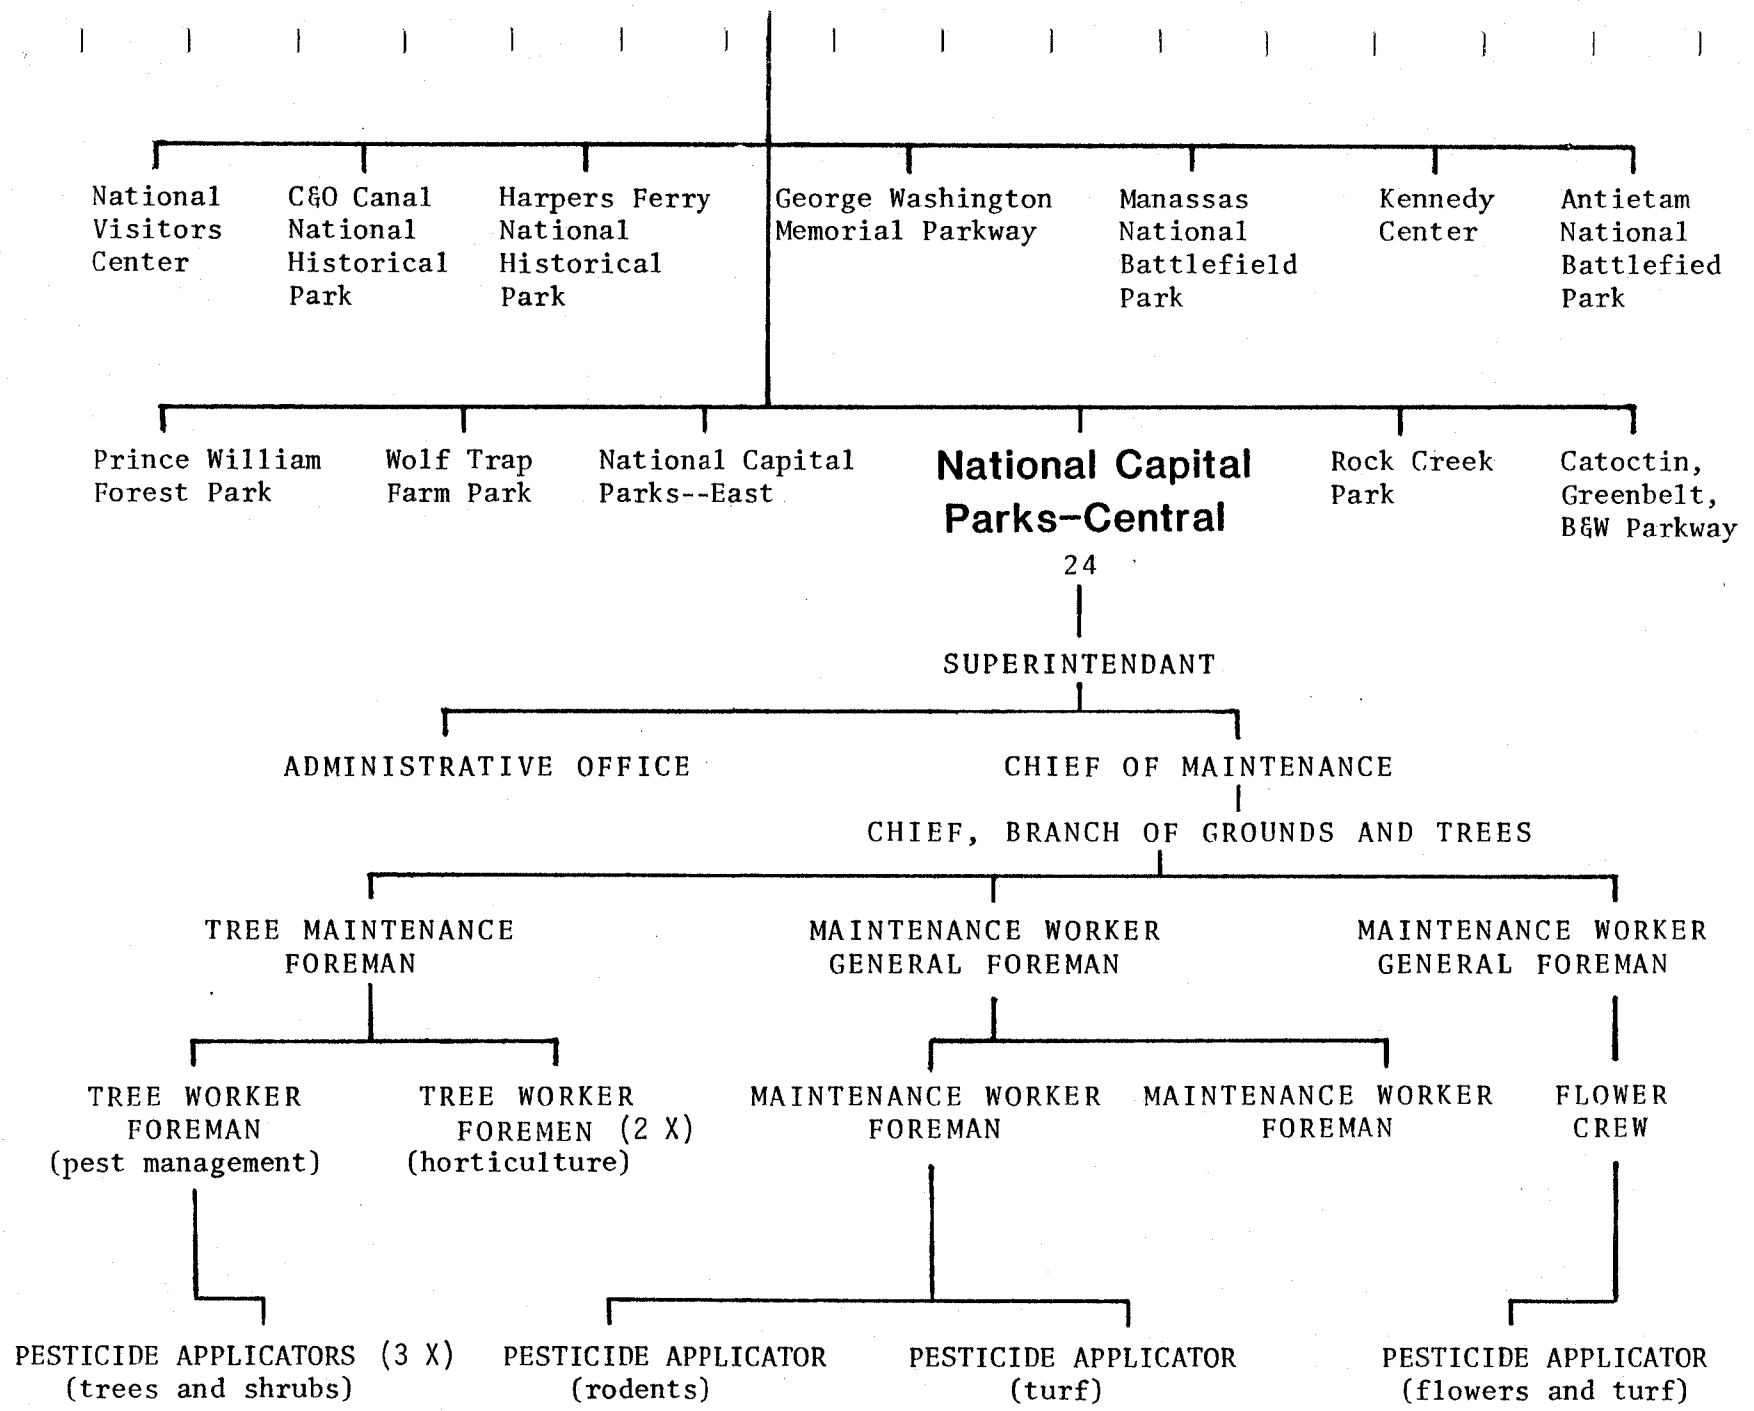 National Visitors Center
C&O Canal National Historical Park
Harpers Ferry National Historical Park
George Washington Memorial Parkway
Manassas National Battlefield Park
Kennedy Center
Antietam National Battlefied Park
Prince William Forest Park
Wolf Trap Farm Park
National Capital Parks--East
National Capital Parks–Central
24
Rock Creek Park
Catoctin, Greenbelt, B&W Parkway
SUPERINTENDANT
ADMINISTRATIVE OFFICE
CHIEF OF MAINTENANCE
CHIEF, BRANCH OF GROUNDS AND TREES
TREE MAINTENANCE FOREMAN
MAINTENANCE WORKER GENERAL FOREMAN
MAINTENANCE WORKER GENERAL FOREMAN
TREE WORKER FOREMAN (pest management)
TREE WORKER FOREMEN (2 X) (horticulture)
MAINTENANCE WORKER FOREMAN
MAINTENANCE WORKER FOREMAN
FLOWER CREW
PESTICIDE APPLICATORS (3 X) (trees and shrubs)
PESTICIDE APPLICATOR (rodents)
PESTICIDE APPLICATOR (turf)
PESTICIDE APPLICATOR (flowers and turf)